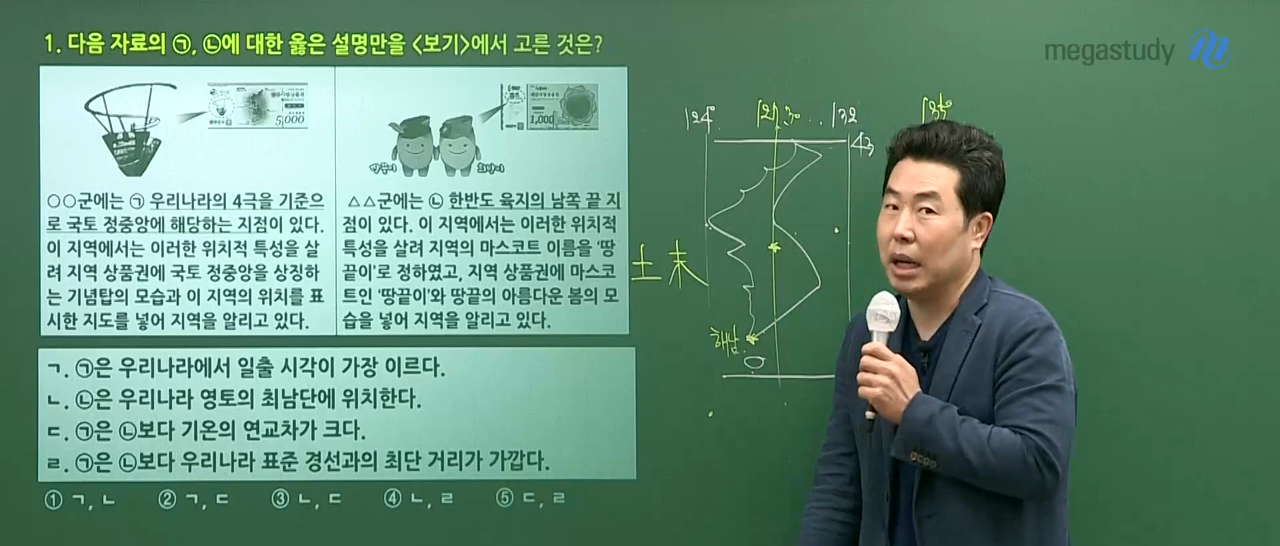 1. 다음 자료의 ㉠, ㉡에 대한 옳은 설명만을 <보기>에서 고른 것은?
megastudy
5,000
1,000
땅끝이
희망이
○○군에는 ㉠ 우리나라의 4극을 기준으
로 국토 정중앙에 해당하는 지점이 있다.
이 지역에서는 이러한 위치적 특성을 살
려 지역 상품권에 국토 정중앙을 상징하
는 기념탑의 모습과 이 지역의 위치를 표
시한 지도를 넣어 지역을 알리고 있다.
△△군에는 ㉡ 한반도 육지의 남쪽 끝 지
점이 있다. 이 지역에서는 이러한 위치적
특성을 살려 지역의 마스코트 이름을 ‘땅
끝이’로 정하였고, 지역 상품권에 마스코
트인 ‘땅끝이’와 땅끝의 아름다운 봄의 모
습을 넣어 지역을 알리고 있다.
ㄱ. ㉠은 우리나라에서 일출 시각이 가장 이르다.
ㄴ. ㉡은 우리나라 영토의 최남단에 위치한다.
ㄷ. ㉠은 ㉡보다 기온의 연교차가 크다.
ㄹ. ㉠은 ㉡보다 우리나라 표준 경선과의 최단 거리가 가깝다.
① ㄱ, ㄴ ② ㄱ, ㄷ ③ ㄴ, ㄷ ④ ㄴ, ㄹ ⑤ ㄷ, ㄹ
124° 127.30 132 135°
43
土末
해남